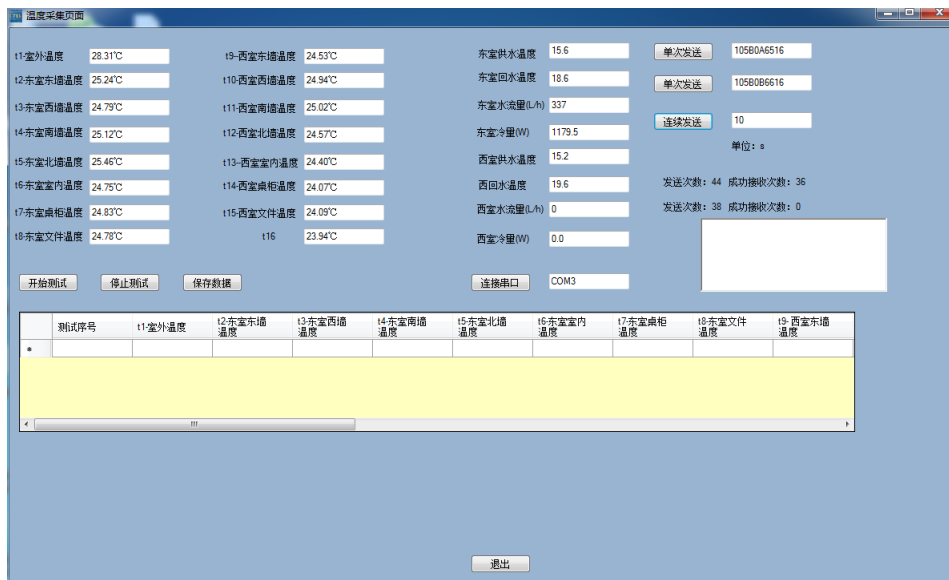 温度采集页面
t1-室外温度 28.31℃ t9--西室东墙温度 24.53℃ 东室供水温度 15.6 单次发送 105B0A6516
t2-东室东墙温度 25.24℃ t10-西室西墙温度 24.94℃ 东室回水温度 18.6 单次发送 105B0B6616
t3-东室西墙温度 24.79℃ t11-西室南墙温度 25.02℃ 东室水流量(L/h) 337
t4-东室南墙温度 25.12℃ t12-西室北墙温度 24.57℃ 东室冷量(W) 1179.5 连续发送 10
单位：s
t5-东室北墙温度 25.46℃ t13--西室室内温度 24.40℃ 西室供水温度 15.2
t6-东室室内温度 24.75℃ t14-西室桌柜温度 24.07℃ 西回水温度 19.6 发送次数：44 成功接收次数：36
t7-东室桌柜温度 24.83℃ t15-西室文件温度 24.09℃ 西室水流量(L/h) 0 发送次数：38 成功接收次数：0
t8-东室文件温度 24.78℃ t16 23.94℃ 西室冷量(W) 0.0
开始测试 停止测试 保存数据 连接串口 COM3
测试序号 t1-室外温度 t2-东室东墙 t3-东室西墙 t4-东室南墙 t5-东室北墙 t6-东室室内 t7-东室桌柜 t8-东室文件 t9- 西室东墙
温度 温度 温度 温度 温度 温度 温度 温度
退出